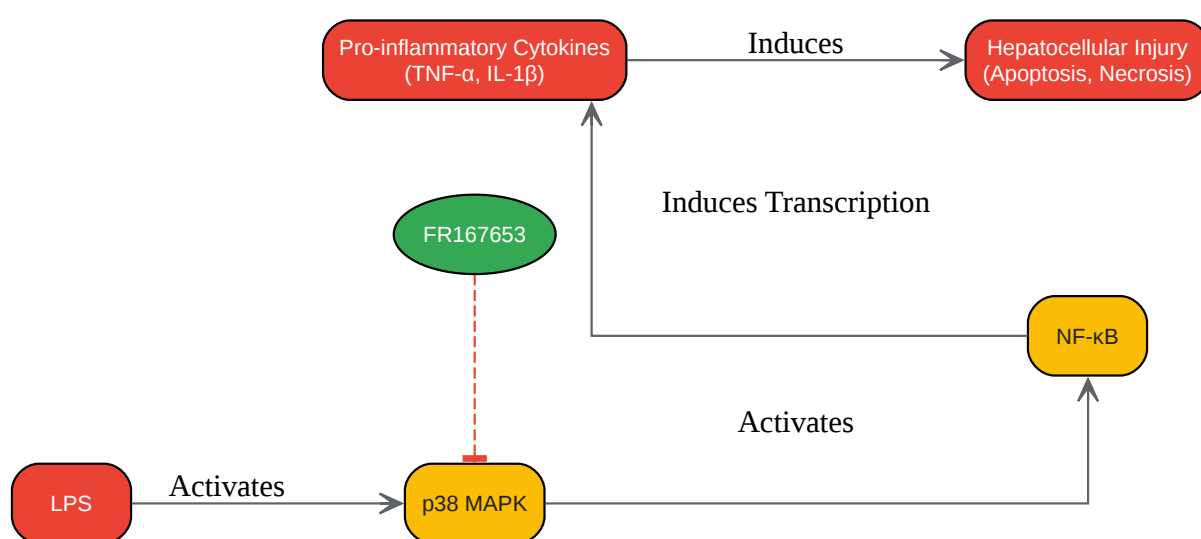 Pro-inflammatory Cytokines
(TNF-α, IL-1β)
Induces
Hepatocellular Injury
(Apoptosis, Necrosis)
Induces Transcription
FR167653
NF-κB
Activates
LPS
Activates
p38 MAPK